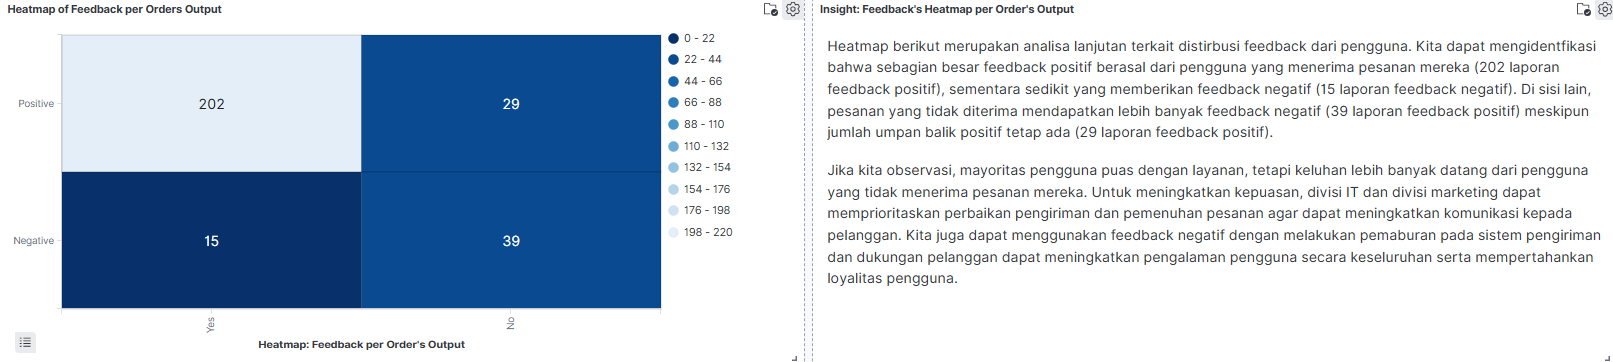 Heatmap of Feedback per Orders Output
Positive
Negative
202
29
15
39
Yes
No
Heatmap: Feedback per Order's Output
0 - 22
22 - 44
44 - 66
66 - 88
88 - 110
110 - 132
132 - 154
154 - 176
176 - 198
198 - 220
Insight: Feedback's Heatmap per Order's Output
Heatmap berikut merupakan analisa lanjutan terkait distirbusi feedback dari pengguna. Kita dapat mengidentfikasi
bahwa sebagian besar feedback positif berasal dari pengguna yang menerima pesanan mereka (202 laporan
feedback positif), sementara sedikit yang memberikan feedback negatif (15 laporan feedback negatif). Di sisi lain,
pesanan yang tidak diterima mendapatkan lebih banyak feedback negatif (39 laporan feedback positif) meskipun
jumlah umpan balik positif tetap ada (29 laporan feedback positif).
Jika kita observasi, mayoritas pengguna puas dengan layanan, tetapi keluhan lebih banyak datang dari pengguna
yang tidak menerima pesanan mereka. Untuk meningkatkan kepuasan, divisi IT dan divisi marketing dapat
memprioritaskan perbaikan pengiriman dan pemenuhan pesanan agar dapat meningkatkan komunikasi kepada
pelanggan. Kita juga dapat menggunakan feedback negatif dengan melakukan pemaburan pada sistem pengiriman
dan dukungan pelanggan dapat meningkatkan pengalaman pengguna secara keseluruhan serta mempertahankan
loyalitas pengguna.